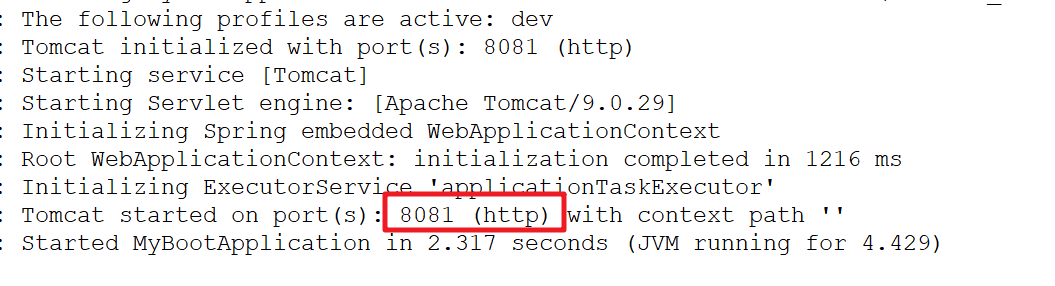 : The following profiles are active: dev
: Tomcat initialized with port(s): 8081 (http)
: Starting service [Tomcat]
: Starting Servlet engine: [Apache Tomcat/9.0.29]
: Initializing Spring embedded WebApplicationContext
: Root WebApplicationContext: initialization completed in 1216 ms
: Initializing ExecutorService 'applicationTaskExecutor'
: Tomcat started on port(s): 8081 (http) with context path ''
: Started MyBootApplication in 2.317 seconds (JVM running for 4.429)